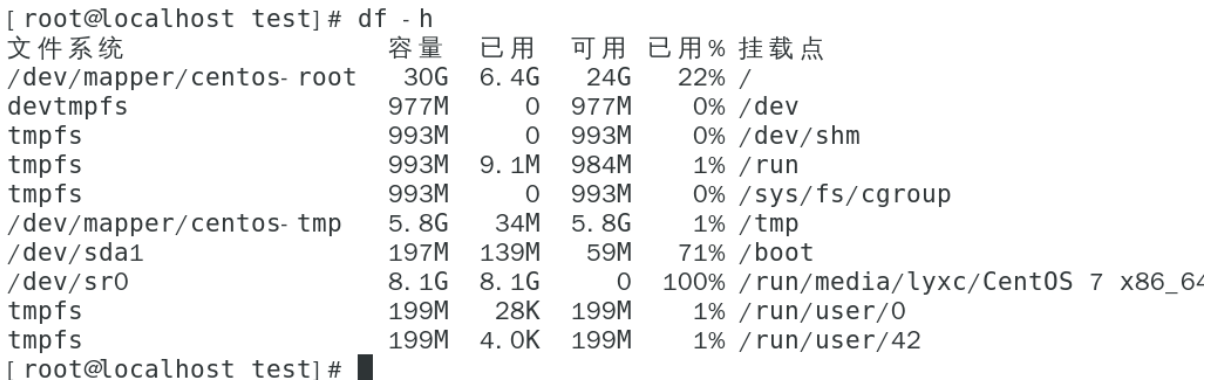 [root@localhost test]# df -h
文件系统 容量 已用 可用 已用% 挂载点
/dev/mapper/centos-root 30G 6.4G 24G 22% /
devtmpfs 977M 0 977M 0% /dev
tmpfs 993M 0 993M 0% /dev/shm
tmpfs 993M 9.1M 984M 1% /run
tmpfs 993M 0 993M 0% /sys/fs/cgroup
/dev/mapper/centos-tmp 5.8G 34M 5.8G 1% /tmp
/dev/sda1 197M 139M 59M 71% /boot
/dev/sr0 8.1G 8.1G 0 100% /run/media/lyxc/CentOS 7 x86_64
tmpfs 199M 28K 199M 1% /run/user/0
tmpfs 199M 4.0K 199M 1% /run/user/42
[root@localhost test]#